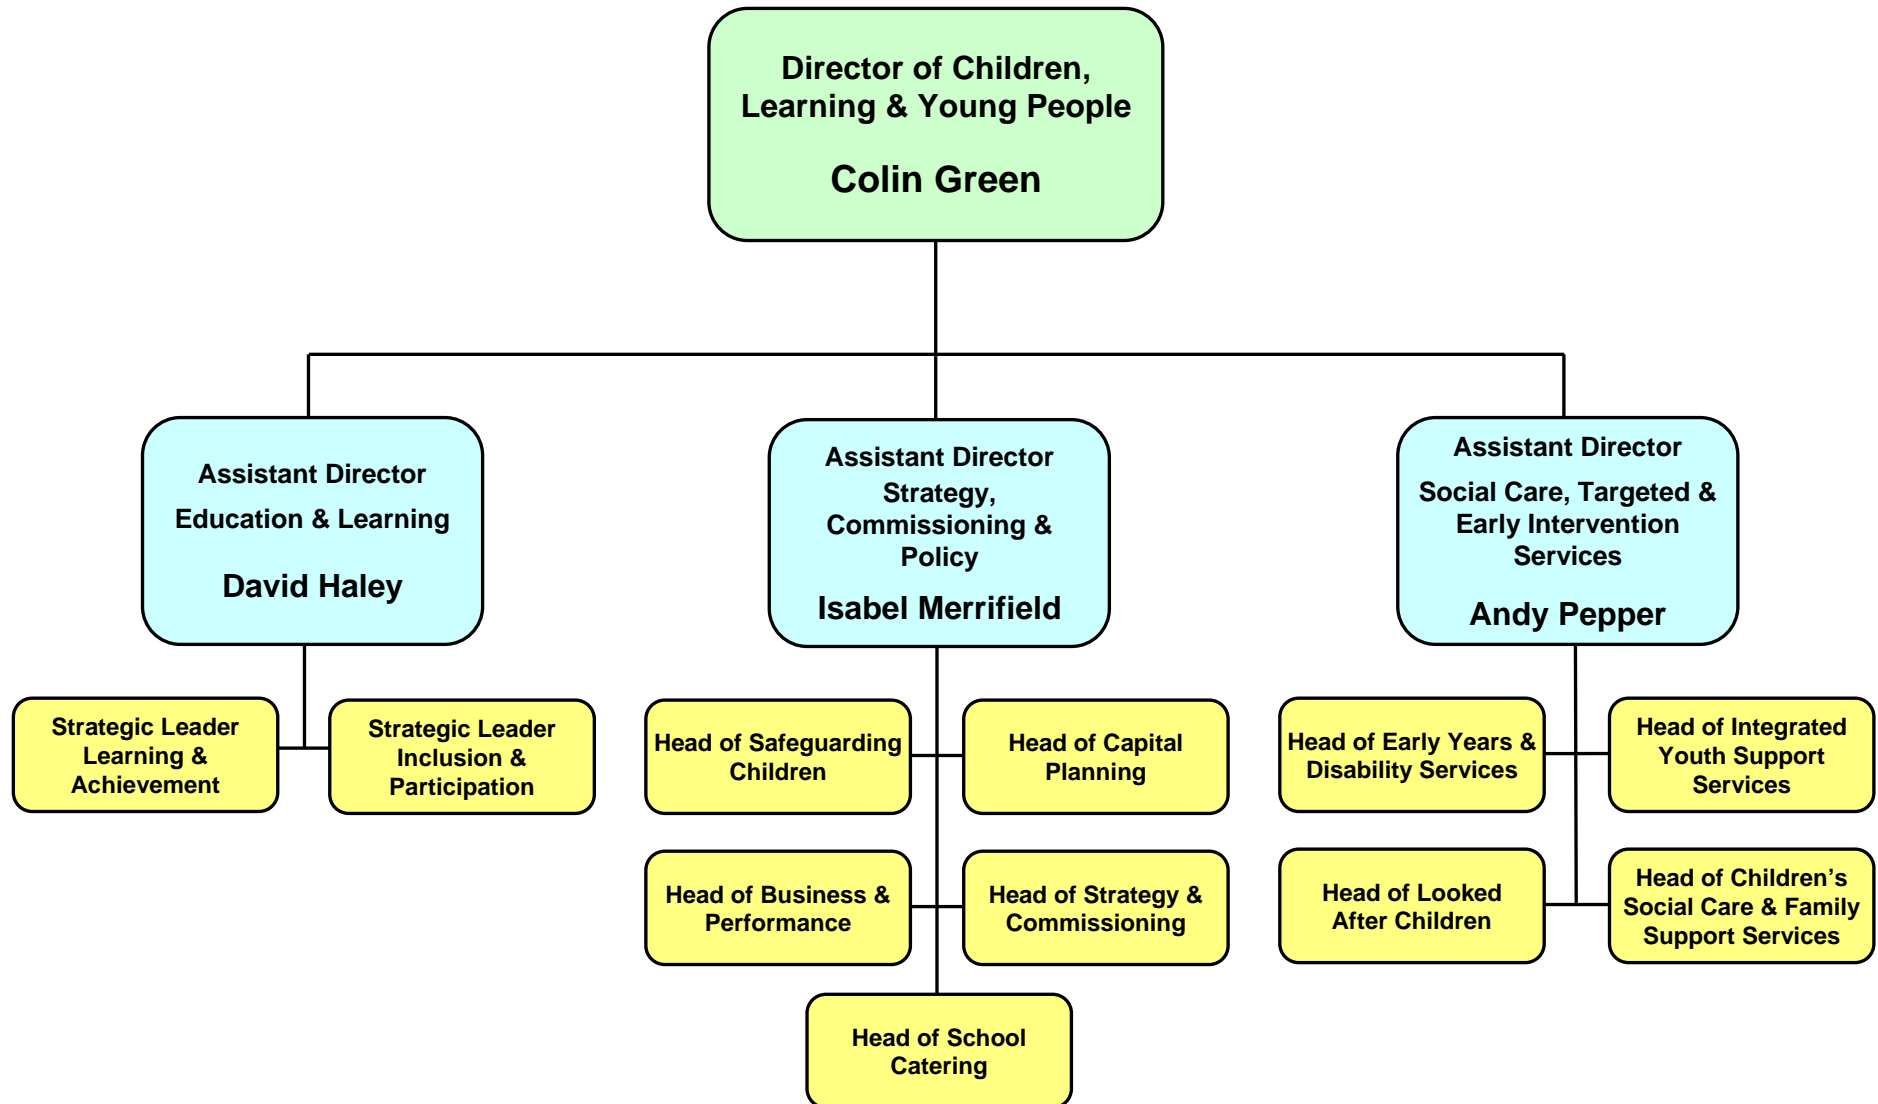 Director of Children,
Learning & Young People
Colin Green
Assistant Director
Education & Learning
David Haley
Assistant Director
Strategy,
Commissioning &
Policy
Isabel Merrifield
Assistant Director
Social Care, Targeted &
Early Intervention
Services
Andy Pepper
Strategic Leader
Learning &
Achievement
Strategic Leader
Inclusion &
Participation
Head of Safeguarding
Children
Head of Capital
Planning
Head of Early Years &
Disability Services
Head of Integrated
Youth Support
Services
Head of Business &
Performance
Head of Strategy &
Commissioning
Head of Looked
After Children
Head of Children’s
Social Care & Family
Support Services
Head of School
Catering